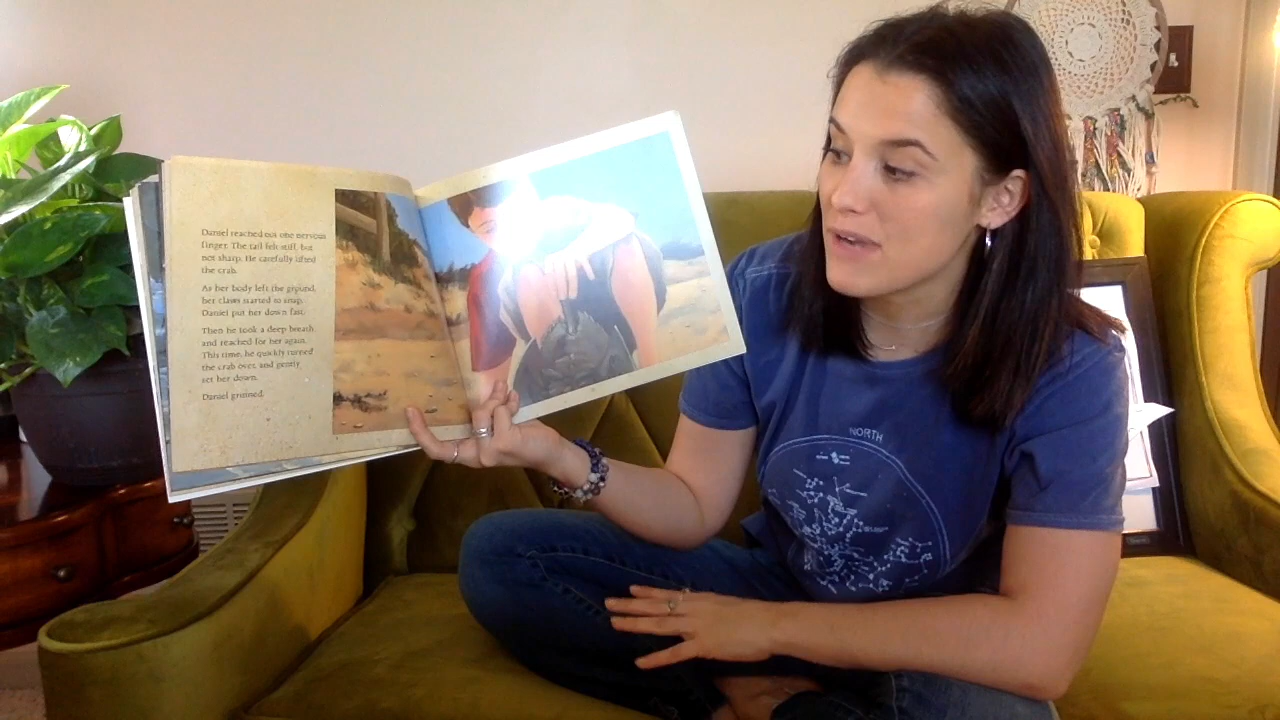 Daniel reached out one nervous
finger. The tail felt stiff, but
not sharp. He carefully lifted
the crab.
As her body left the ground,
her claws started to snap.
Daniel put her down fast.
Then he took a deep breath
and reached for her again.
This time, he quickly turned
the crab over, and gently
set her down.
Daniel grinned.
NORTH